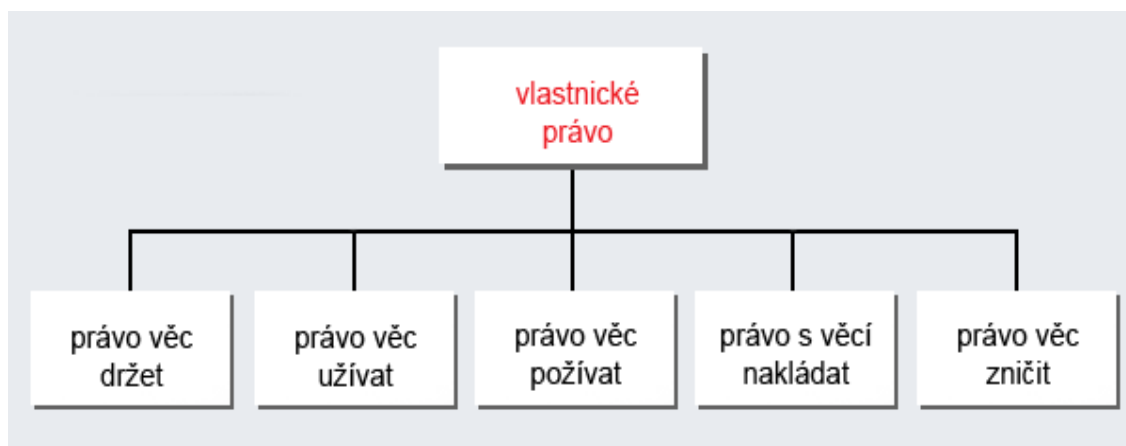 vlastnické
právo
právo věc
držet
právo věc
užívat
právo věc
požívat
právo s věcí
nakládat
právo věc
zničit